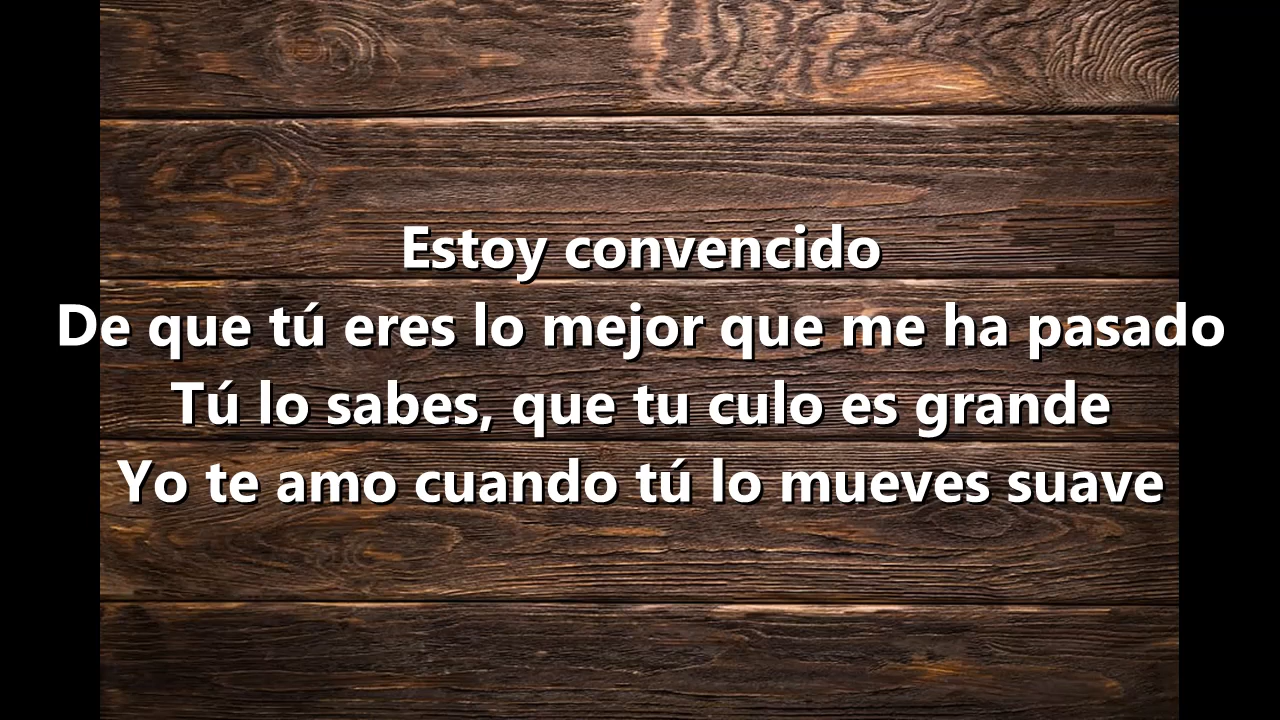 Estoy convencido
De que tú eres lo mejor que me ha pasado
Tú lo sabes, que tu culo es grande
Yo te amo cuando tú lo mueves suave